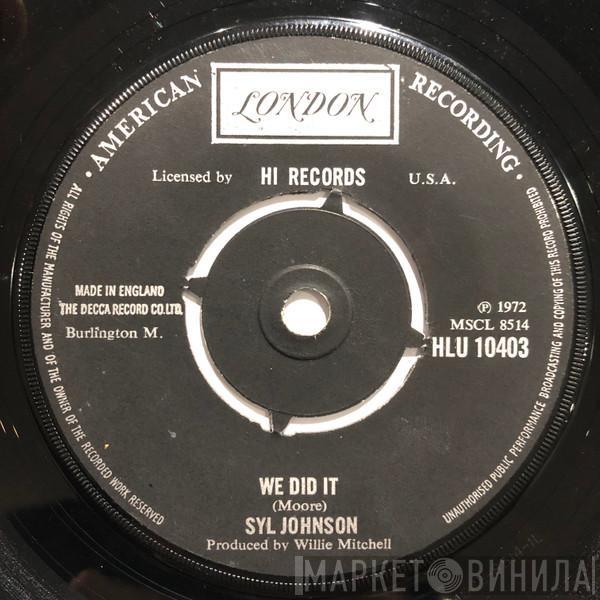 · AMERICAN RECORDING ·
LONDON
Licensed by HI RECORDS U.S.A.
ALL RIGHTS OF THE MANUFACTURER AND OF THE OWNER OF THE RECORDED WORK RESERVED
UNAUTHORISED PUBLIC PERFORMANCE BROADCASTING AND COPYING OF THIS RECORD PROHIBITED
MADE IN ENGLAND
THE DECCA RECORD CO.LTD.
Burlington M.
℗ 1972
MSCL 8514
HLU 10403
WE DID IT
(Moore)
SYL JOHNSON
Produced by Willie Mitchell
МАРКЕТ ВИНИЛА